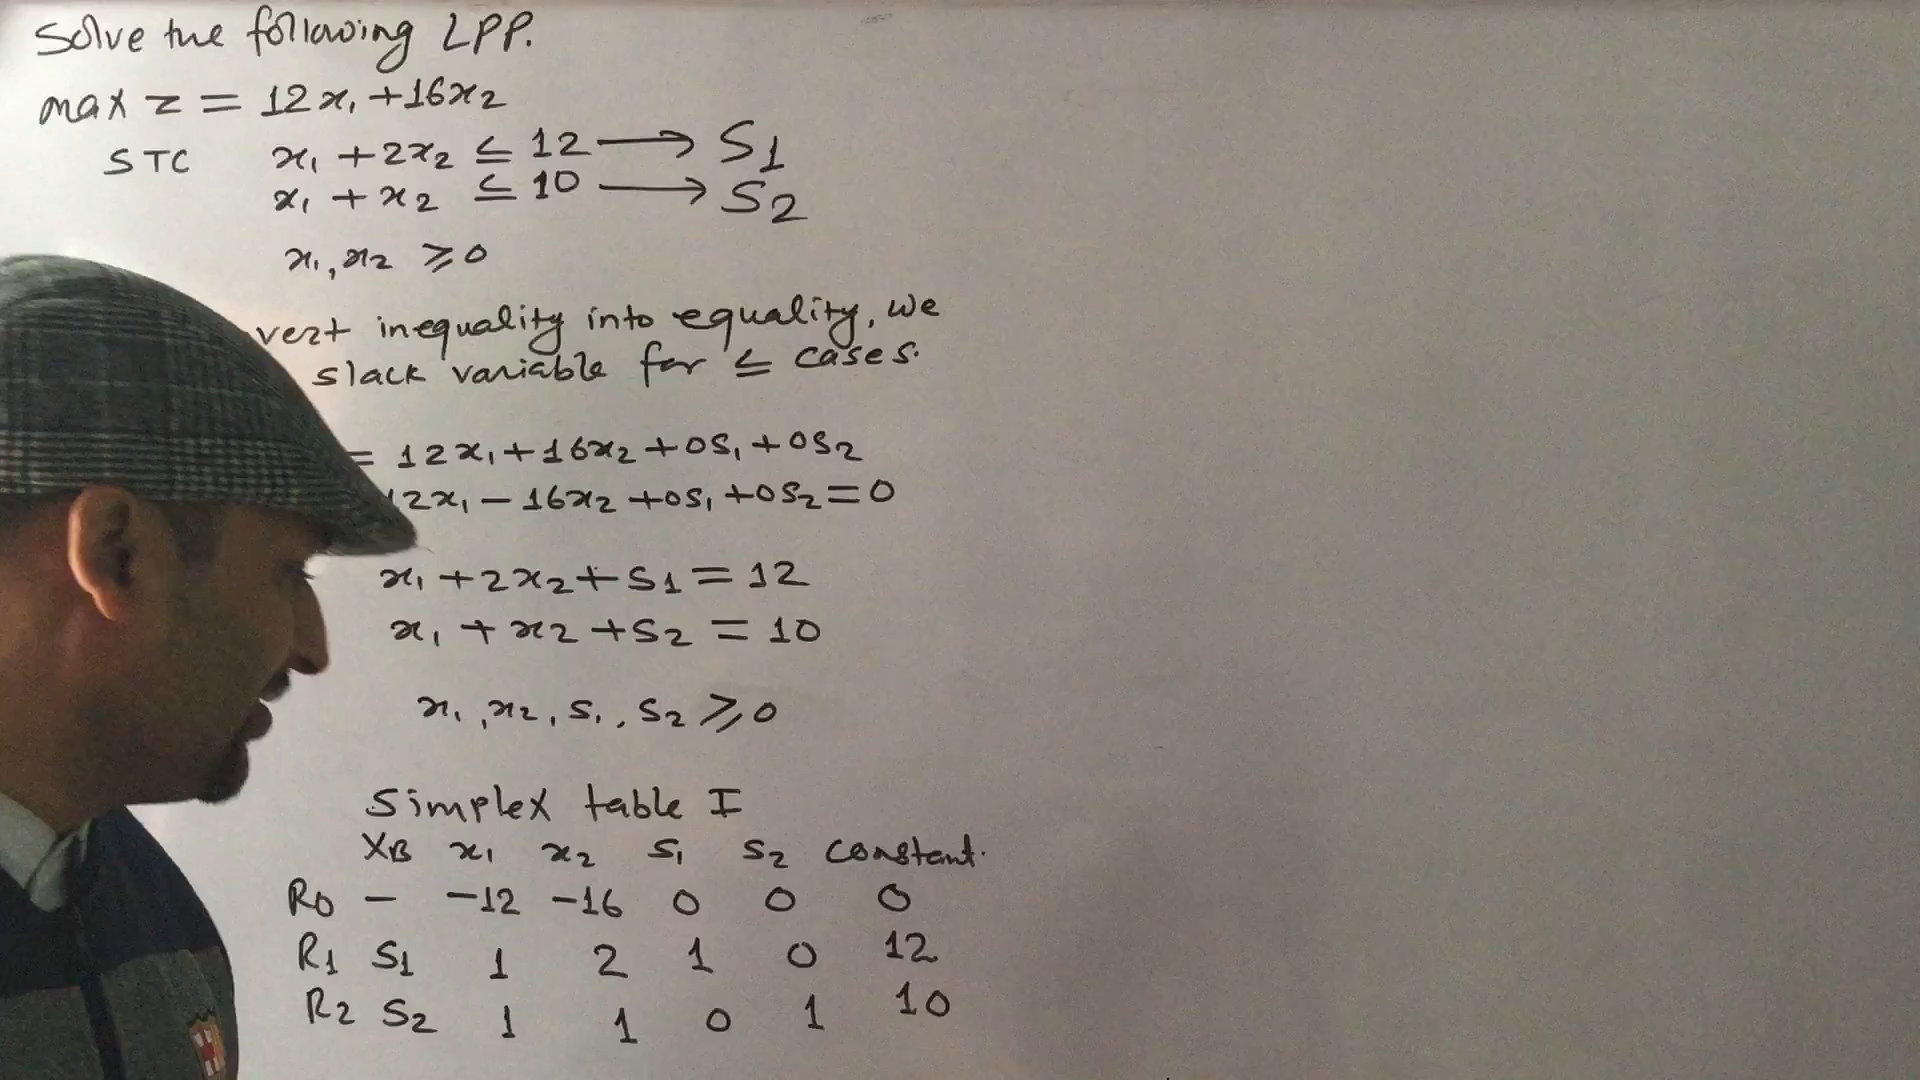 Solve the following LPP.
max z = 12x₁ + 16x₂
STC x₁ + 2x₂ ≤ 12 → S1
x₁ + x₂ ≤ 10 → S2
x₁, x₂ ≥ 0
vert inequality into equality, we
slack variable for ≤ cases.
= 12x₁ + 16x₂ + 0S₁ + 0S₂
12x₁ - 16x₂ + 0S₁ + 0S₂ = 0
x₁ + 2x₂ + S1 = 12
x₁ + x₂ + S₂ = 10
x₁, x₂, S₁, S₂ ≥ 0
Simplex table I
XB x₁ x₂ S₁ S₂ constant.
R0 - -12 -16 0 0 0
R1 S1 1 2 1 0 12
R2 S2 1 1 0 1 10